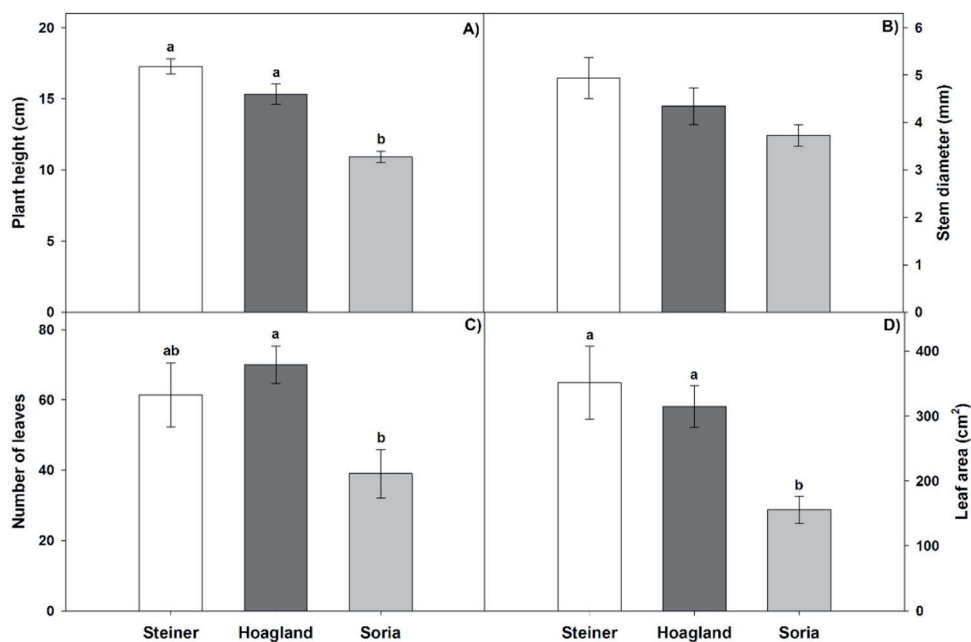 A)
20
15
10
5
0
Plant height (cm)
a
a
b
B)
6
5
4
3
2
1
0
Stem diameter (mm)
C)
80
60
40
20
0
Number of leaves
ab
a
b
Steiner Hoagland Soria
D)
400
300
200
100
0
Leaf area (cm²)
a
a
b
Steiner Hoagland Soria